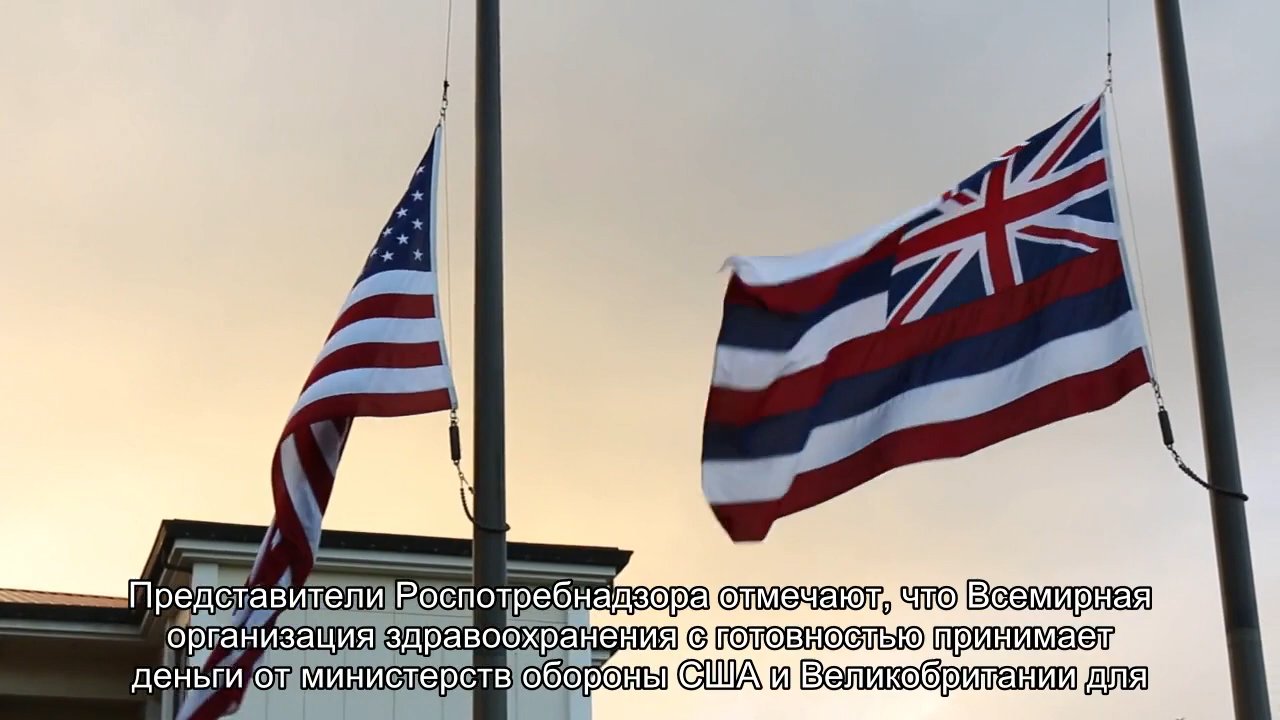 Представители Роспотребнадзора отмечают, что Всемирная
организация здравоохранения с готовностью принимает
деньги от министерств обороны США и Великобритании для